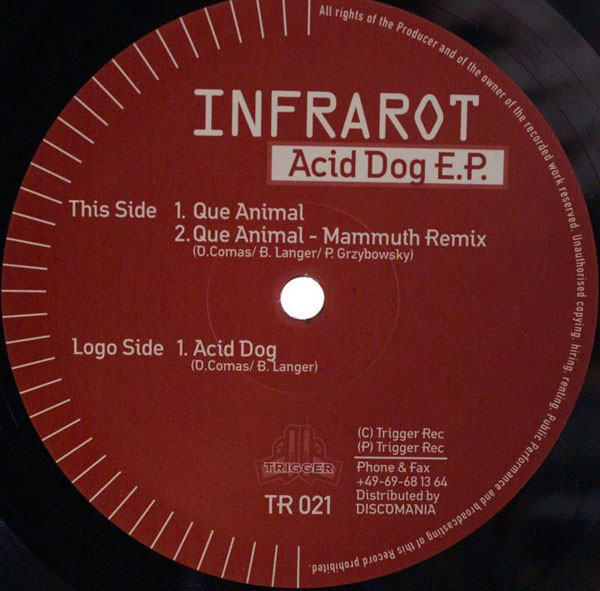 All rights of the Producer and of the owner of the recorded work reserved. Unauthorised copying, hiring, renting, Public Performance and broadcasting of this Record prohibited.
INFRAROT
Acid Dog E.P.
This Side 1. Que Animal
2. Que Animal - Mammuth Remix
(D.Comas/ B. Langer/ P. Grzybowsky)
Logo Side 1. Acid Dog
(D.Comas/ B. Langer)
TRIGGER
TR 021
(C) Trigger Rec
(P) Trigger Rec
Phone & Fax
+49-69-68 13 64
Distributed by
DISCOMANIA